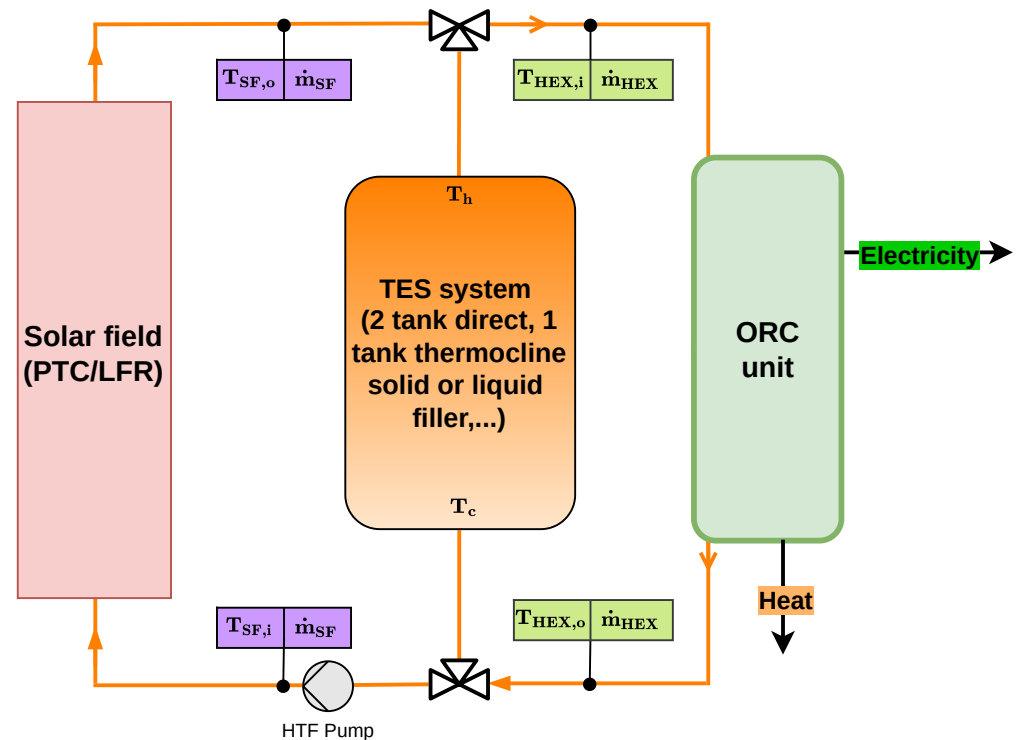 T_SF,o ṁ_SF
T_HEX,i ṁ_HEX
T_h
Solar field
(PTC/LFR)
TES system
(2 tank direct, 1
tank thermocline
solid or liquid
filler,...)
T_c
ORC
unit
Electricity
Heat
T_SF,i ṁ_SF
T_HEX,o ṁ_HEX
HTF Pump